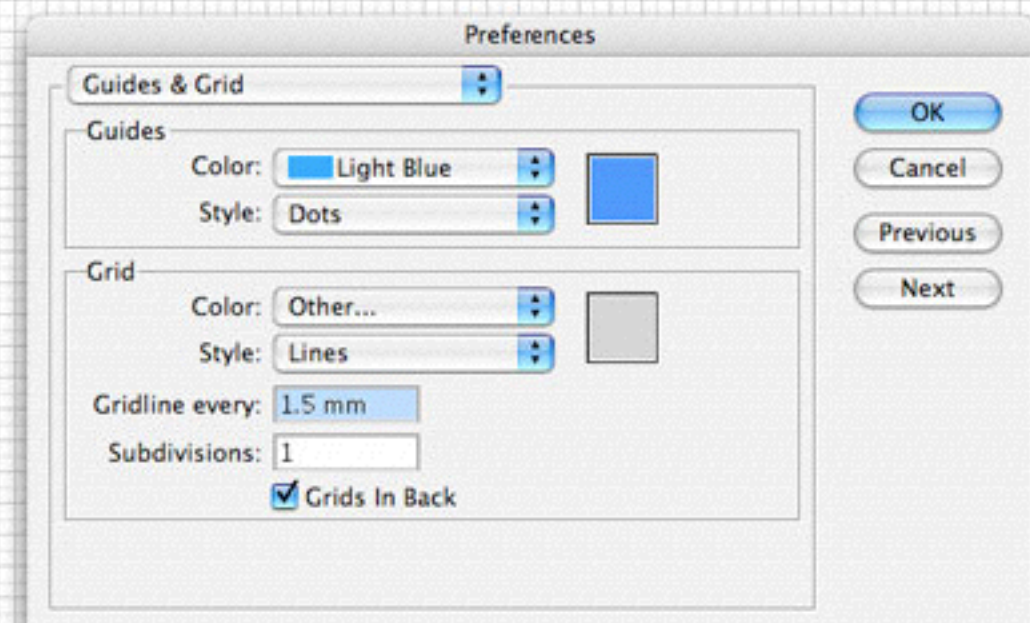 Preferences
Guides & Grid
OK
Guides
Color: Light Blue
Cancel
Style: Dots
Previous
Grid
Next
Color: Other...
Style: Lines
Gridline every: 1.5 mm
Subdivisions: 1
Grids In Back